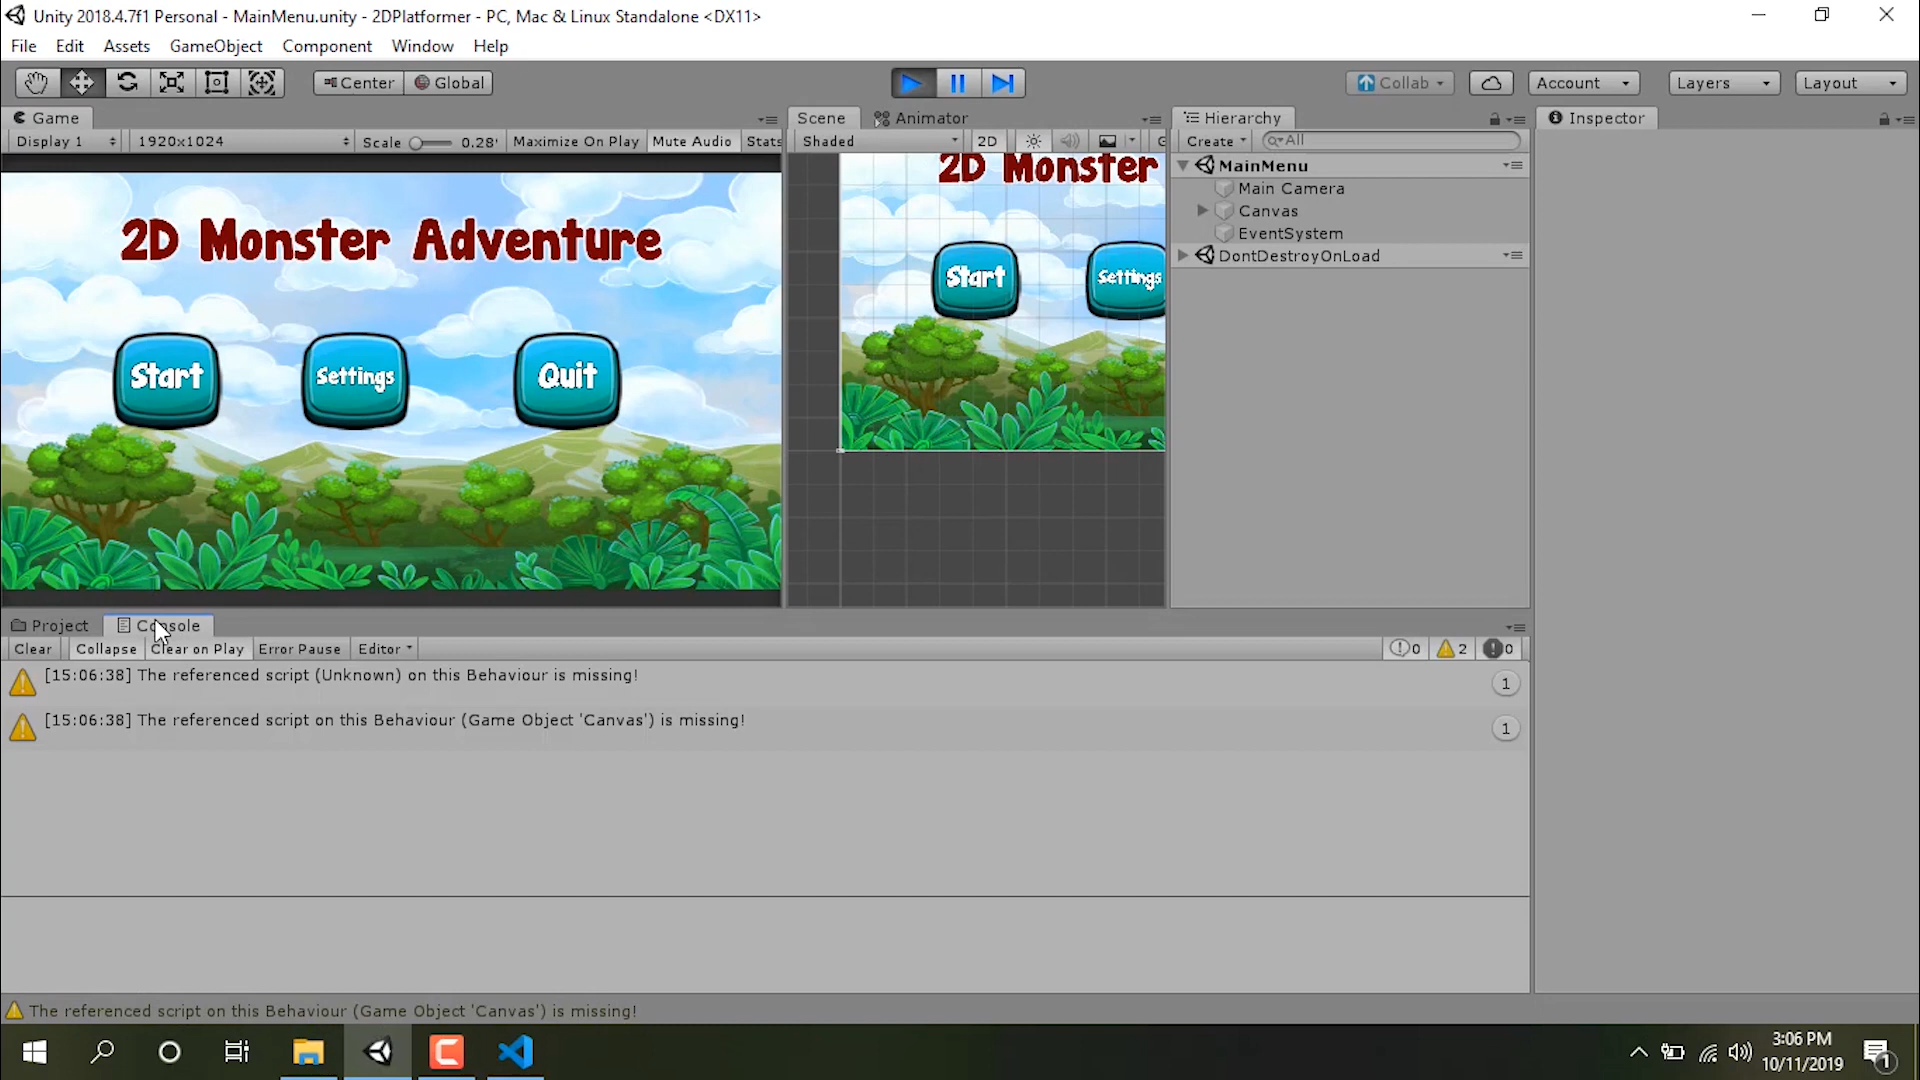 Unity 2018.4.7f1 Personal - MainMenu.unity - 2DPlatformer - PC, Mac & Linux Standalone <DX11>
File Edit Assets GameObject Component Window Help
Center Global Collab Account Layers Layout
Game Scene Animator Hierarchy Inspector
Display 1 1920x1024 Scale 0.28: Maximize On Play Mute Audio Stats Shaded 2D Create All
MainMenu
Main Camera
Canvas
EventSystem
DontDestroyOnLoad
2D Monster Adventure
Start Settings Quit
2D Monster
Start Settings
Project Console
Clear Collapse Clear on Play Error Pause Editor 0 2 0
[15:06:38] The referenced script (Unknown) on this Behaviour is missing! 1
[15:06:38] The referenced script on this Behaviour (Game Object 'Canvas') is missing! 1
The referenced script on this Behaviour (Game Object 'Canvas') is missing!
3:06 PM
10/11/2019
1